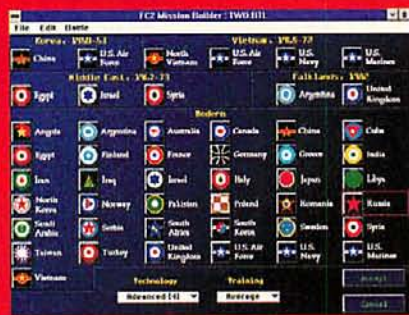 FC2 Mission Builder : TWO.BTL
File Edit Battle
Korea, 1950-53 Vietnam, 1965-73
China U.S. Air Force North Vietnam U.S. Air Force U.S. Navy U.S. Marines
Middle East, 1967-73 Falklands, 1982
Egypt Israel Syria Argentina United Kingdom
Modern
Angola Argentina Australia Canada China Cuba
Egypt Finland France Germany Greece India
Iran Iraq Israel Italy Japan Libya
North Korea Norway Pakistan Poland Romania Russia
Saudi Arabia Serbia South Africa South Korea Sweden Syria
Taiwan Turkey United Kingdom U.S. Air Force U.S. Navy U.S. Marines
Vietnam
Technology Training
Advanced (4) Average
Accept
Cancel